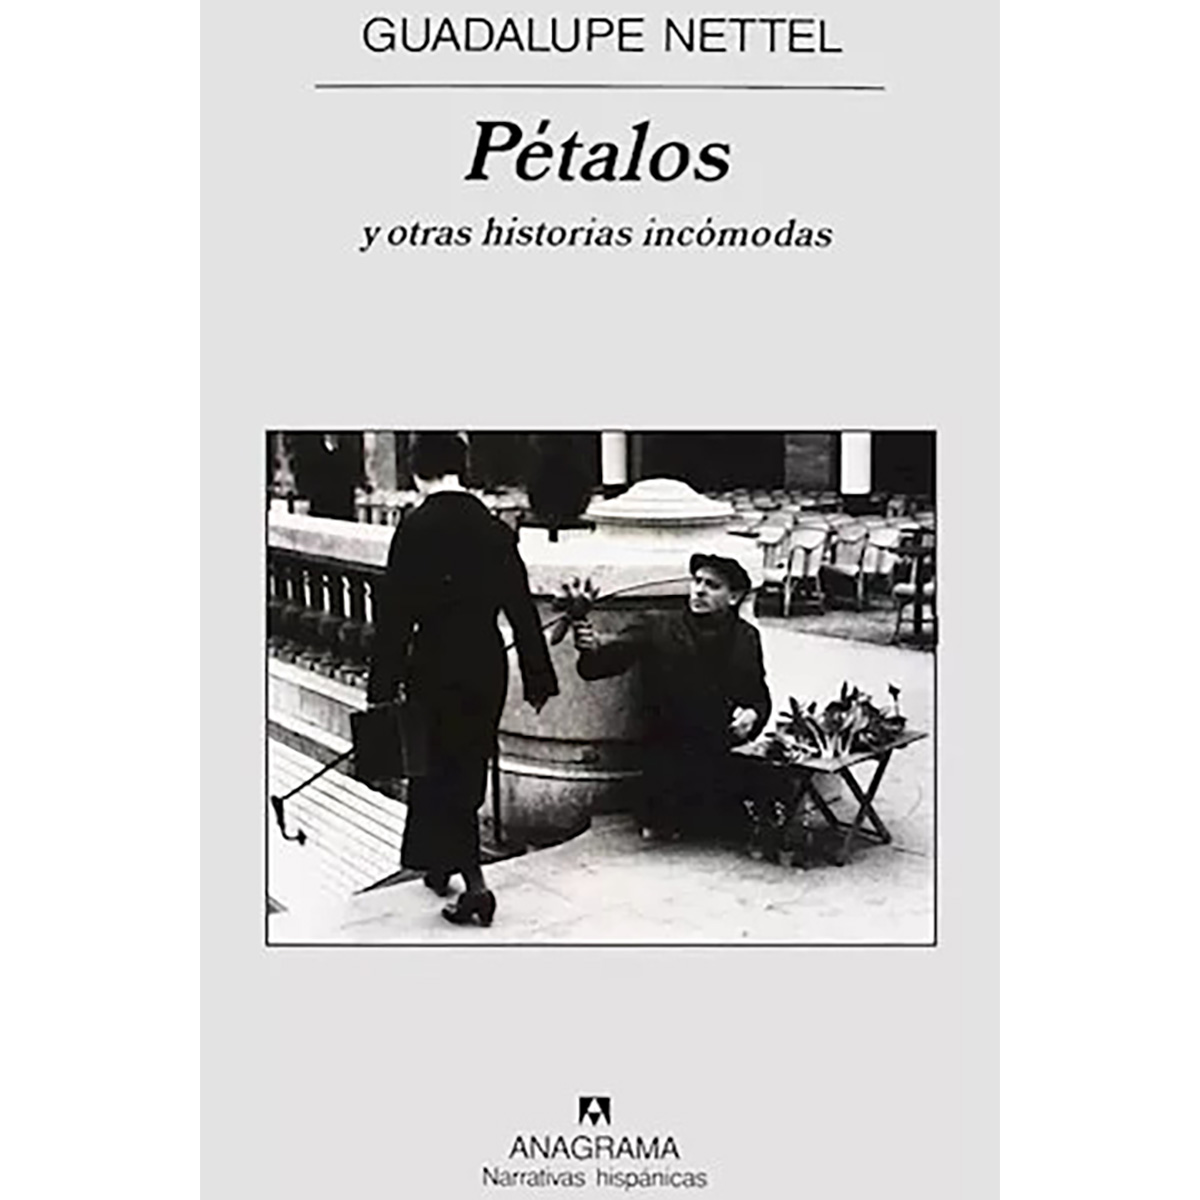 GUADALUPE NETTEL
Pétalos
y otras historias incómodas
ANAGRAMA
Narrativas hispánicas